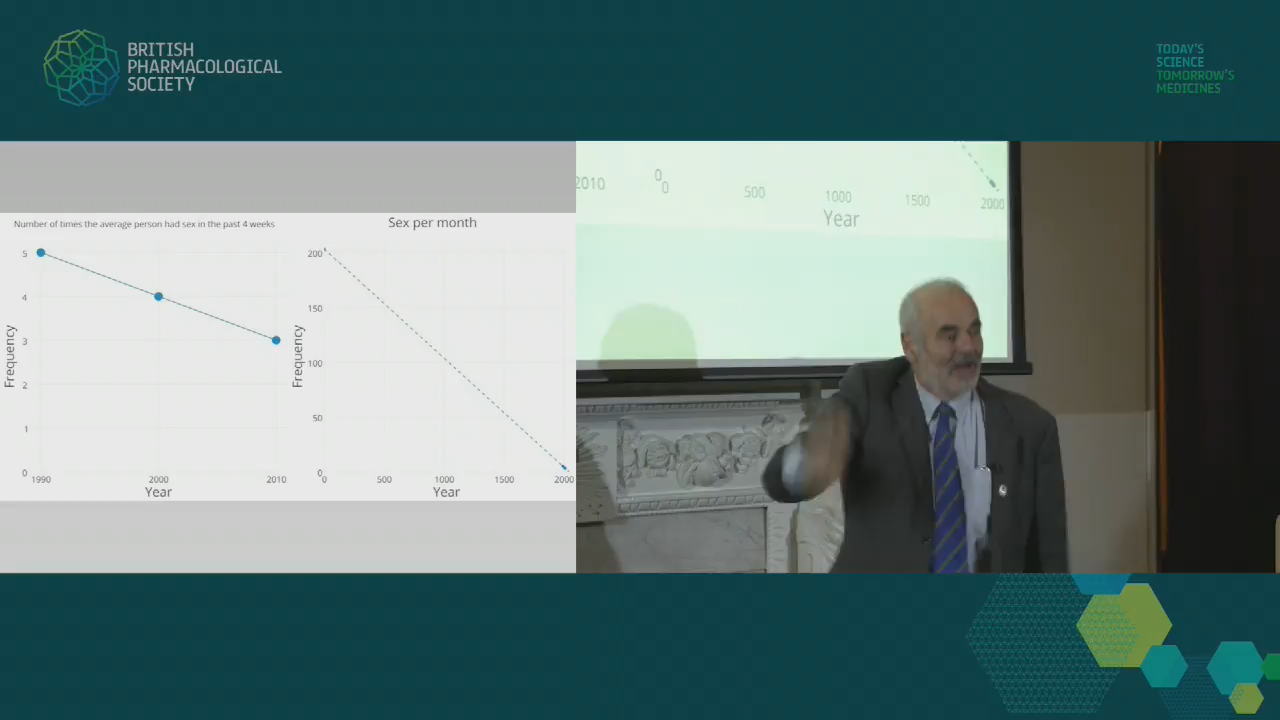 BRITISH
PHARMACOLOGICAL
SOCIETY
TODAY'S
SCIENCE
TOMORROW'S
MEDICINES
Number of times the average person had sex in the past 4 weeks
5
4
3
2
1
0
Frequency
1990
2000
2010
Year
Sex per month
200
150
100
50
0
Frequency
0
500
1000
1500
2000
Year
2010
0
0
500
1000
1500
2000
Year